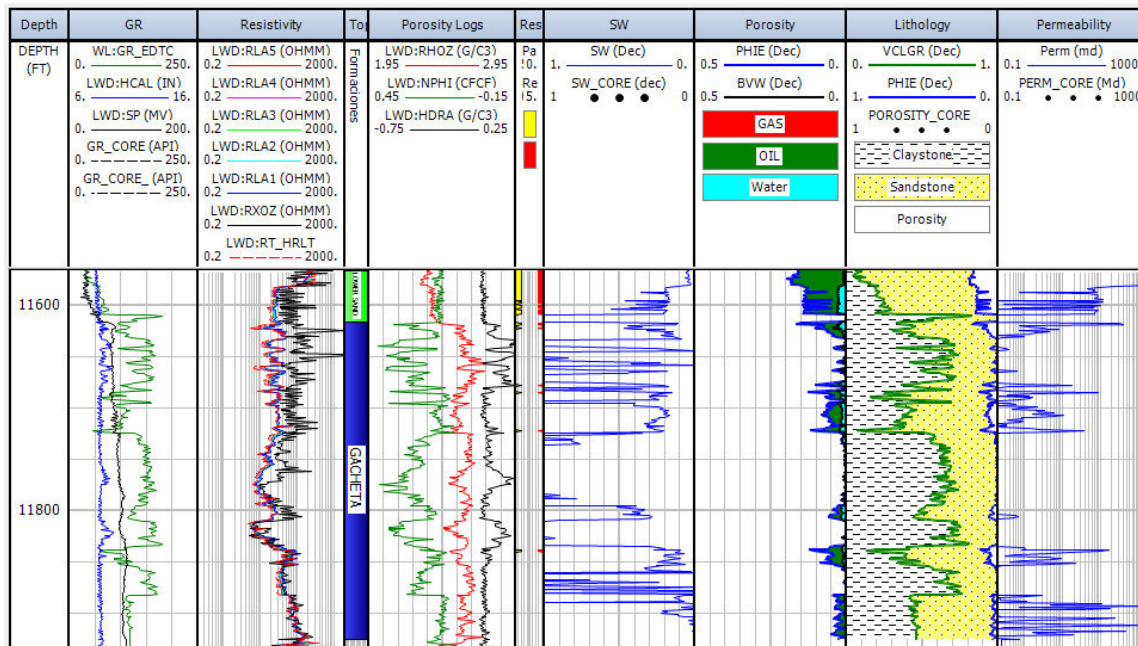 Depth GR Resistivity Toj Porosity Logs Res SW Porosity Lithology Permeability
DEPTH
(FT)
WL:GR_EDTC
0. 250.
LWD:HCAL (IN)
6. 16.
LWD:SP (MV)
0. 200.
GR_CORE (API)
0. 250.
GR_CORE_ (API)
0. 250.
LWD:RLA5 (OHMM)
0.2 2000.
LWD:RLA4 (OHMM)
0.2 2000.
LWD:RLA3 (OHMM)
0.2 2000.
LWD:RLA2 (OHMM)
0.2 2000.
LWD:RLA1 (OHMM)
0.2 2000.
LWD:RXOZ (OHMM)
0.2 2000.
LWD:RT_HRLT
0.2 2000.
Formaciones
LWD:RHOZ (G/C3)
1.95 2.95
LWD:NPHI (CFCF)
0.45 -0.15
LWD:HDRA (G/C3)
-0.75 0.25
Pa
Re
SW (Dec)
1. 0.
SW_CORE (dec)
1 0
PHIE (Dec)
0.5 0.
BVW (Dec)
0.5 0.
GAS
OIL
Water
VCLGR (Dec)
0. 1.
PHIE (Dec)
1. 0.
POROSITY_CORE
1 0
Claystone
Sandstone
Porosity
Perm (md)
0.1 1000
PERM_CORE (Md)
0.1 1000
11600
11800
LOWER SAND
GACHETA